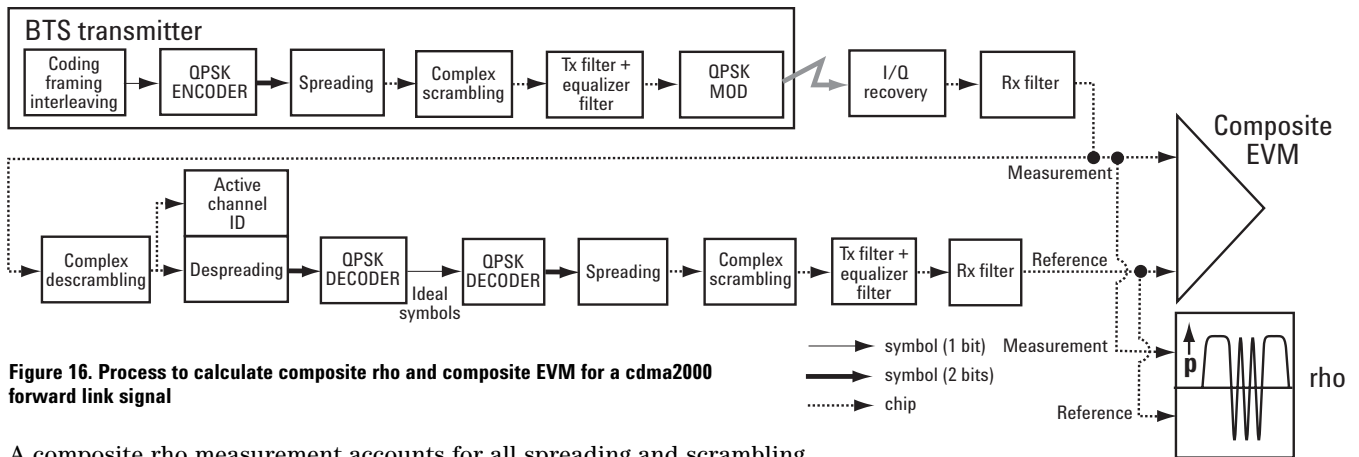 BTS transmitter
Coding
framing
interleaving
QPSK
ENCODER
Spreading
Complex
scrambling
Tx filter +
equalizer
filter
QPSK
MOD
I/Q
recovery
Rx filter
Composite
EVM
Measurement
Active
channel
ID
Complex
descrambling
Despreading
QPSK
DECODER
Ideal
symbols
QPSK
DECODER
Spreading
Complex
scrambling
Tx filter +
equalizer
filter
Rx filter
Reference
symbol (1 bit)
symbol (2 bits)
chip
Measurement
Reference
p
rho
Figure 16. Process to calculate composite rho and composite EVM for a cdma2000
forward link signal
A composite rho measurement accounts for all spreading and scrambling